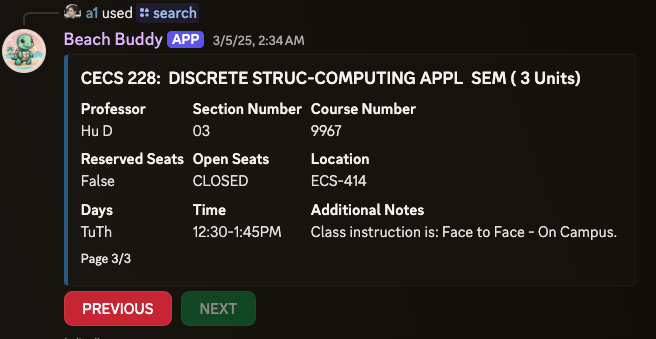 a1 used search
Beach Buddy APP 3/5/25, 2:34 AM
CECS 228: DISCRETE STRUC-COMPUTING APPL SEM ( 3 Units)
Professor Section Number Course Number
Hu D 03 9967
Reserved Seats Open Seats Location
False CLOSED ECS-414
Days Time Additional Notes
TuTh 12:30-1:45PM Class instruction is: Face to Face - On Campus.
Page 3/3
PREVIOUS NEXT